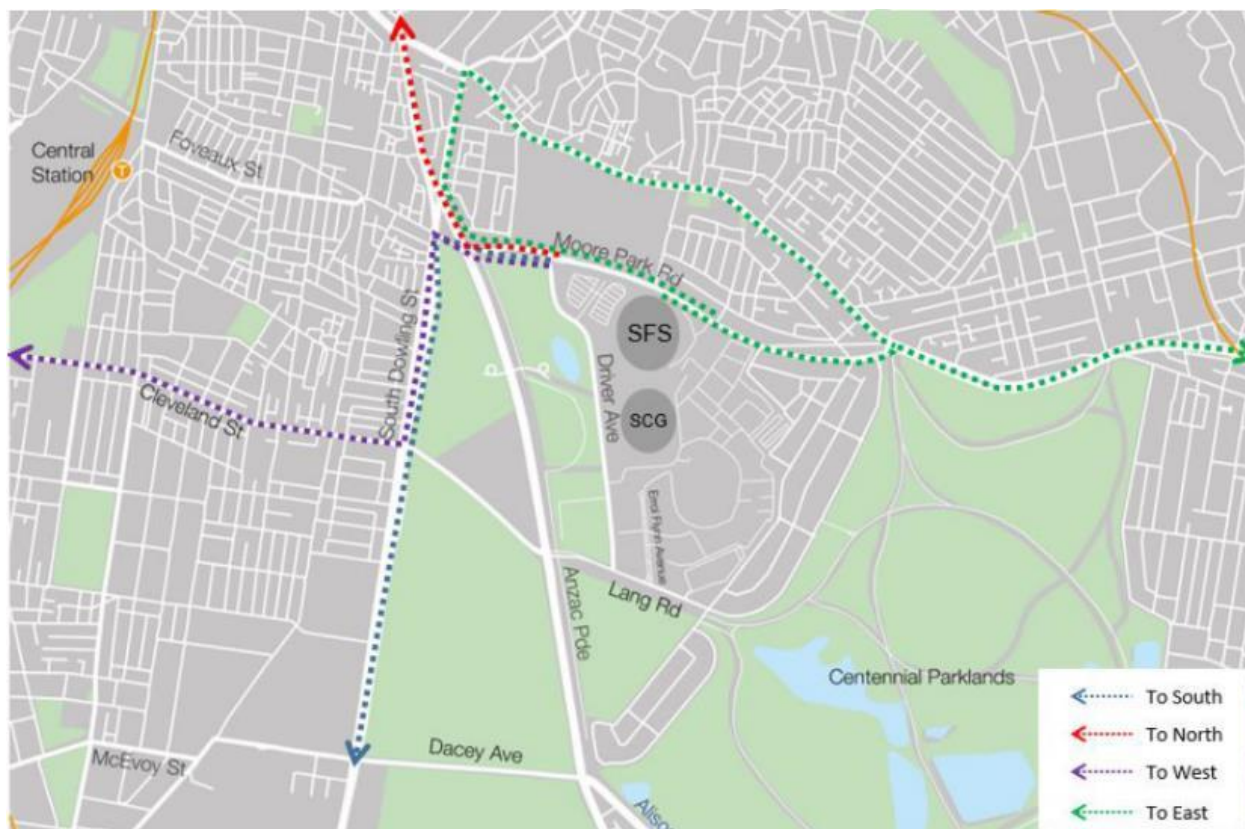 Central
Station
T
Foveaux St
Moore Park Rd
SFS
South Dowling St
Driver Ave
SCG
Cleveland St
Errol Flynn Avenue
Lang Rd
Anzac Pde
Centennial Parklands
Dacey Ave
McEvoy St
Aliso
To South
To North
To West
To East